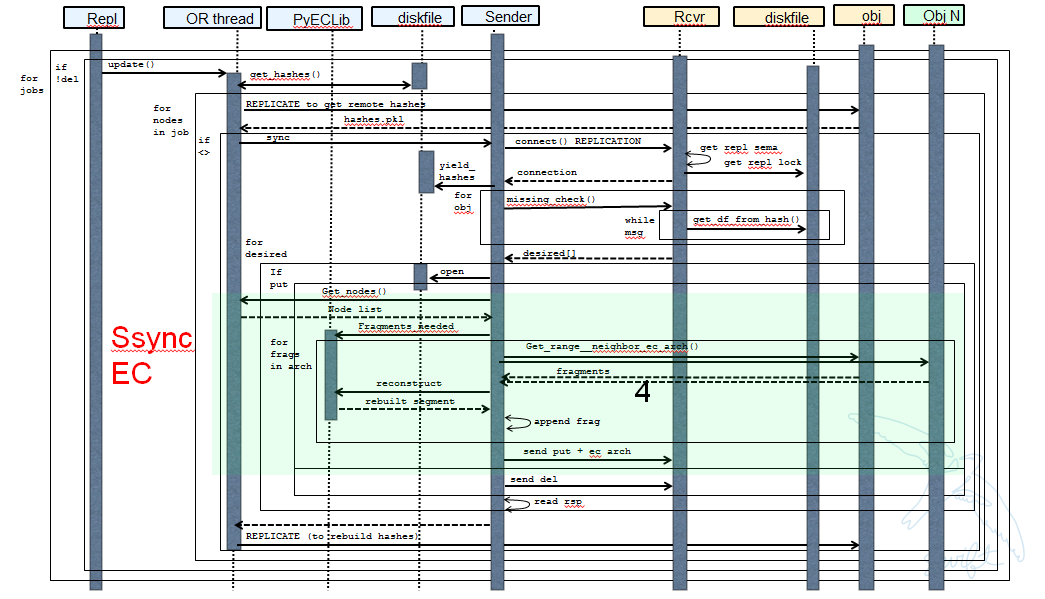 Repl
OR thread
PyECLib
diskfile
Sender
Rcvr
diskfile
obj
Obj N
for
jobs
if
!del
update()
get_hashes()
for
nodes
in job
REPLICATE to get remote hashes
hashes.pkl
if
<>
sync
connect() REPLICATION
get repl sema
get repl lock
yield_
hashes
connection
for
obj
missing_check()
while
msg
get_df_from_hash()
for
desired
desired[]
If
put
open
Get_nodes()
Node list
Fragments needed
Ssync
EC
for
frags
in arch
Get_range__neighbor_ec_arch()
fragments
4
reconstruct
rebuilt segment
append frag
send put + ec arch
send del
read rsp
REPLICATE (to rebuild hashes)